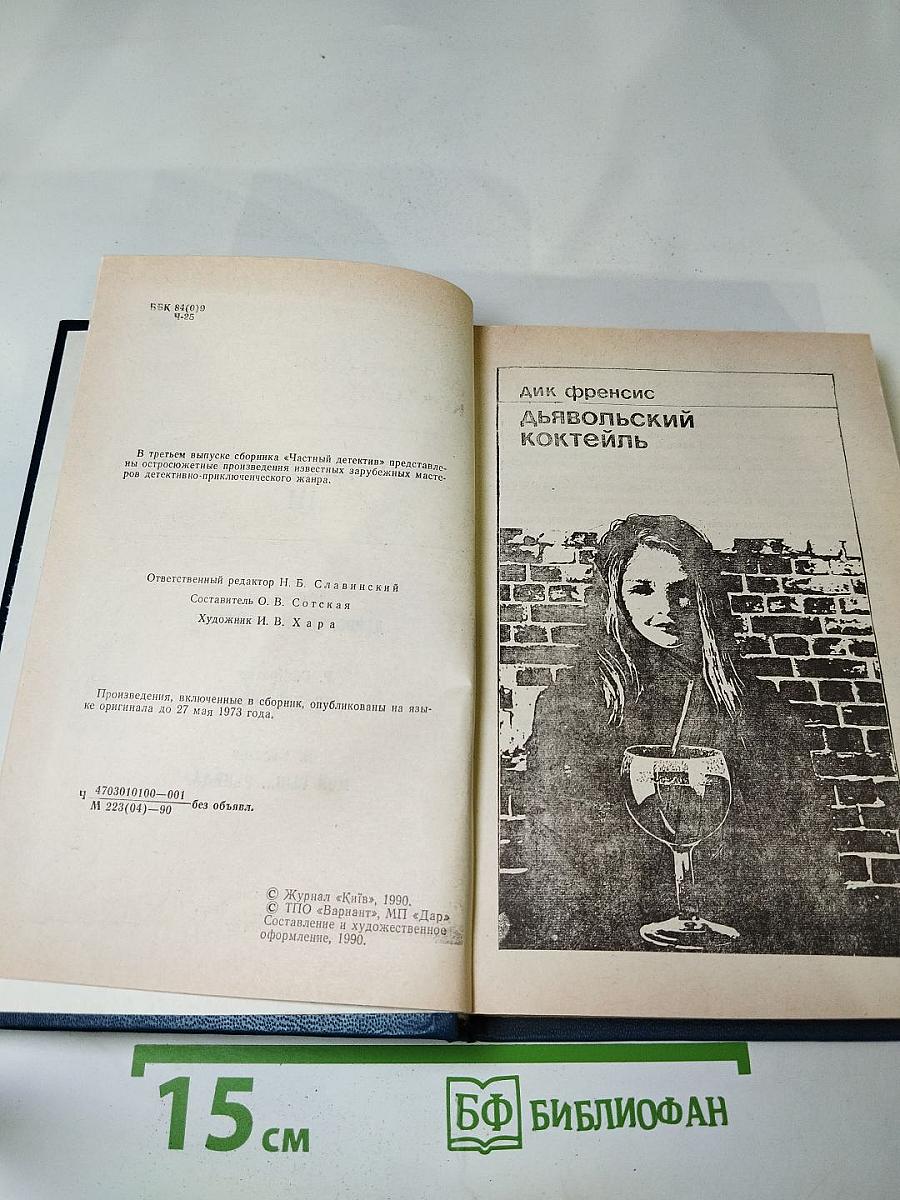 ББК 84(0)9
Ч-25
В третьем выпуске сборника «Частный детектив» представле-
ны остросюжетные произведения известных зарубежных масте-
ров детективно-приключенческого жанра.
Ответственный редактор Н. Б. Славинский
Составитель О. В. Сотская
Художник И. В. Хара
Произведения, включенные в сборник, опубликованы на язы-
ке оригинала до 27 мая 1973 года.
Ч 4703010100—001
М 223(04)—90 без объявл.
© Журнал «Київ», 1990.
© ТПО «Вариант», МП «Дар»
Составление и художественное
оформление, 1990.
дик френсис
дьявольский
коктейль
15 см
БФ БИБЛИОФАН